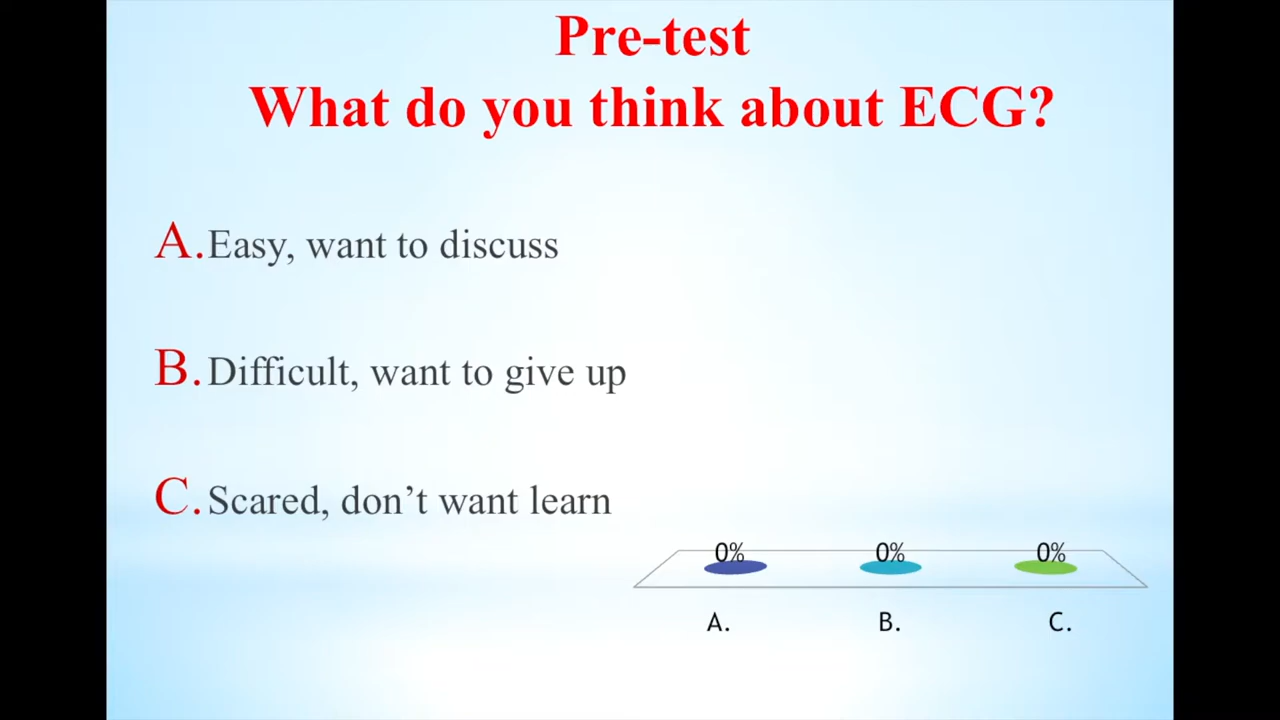 Pre-test
What do you think about ECG?
A. Easy, want to discuss
B. Difficult, want to give up
C. Scared, don’t want learn
0% 0% 0%
A. B. C.